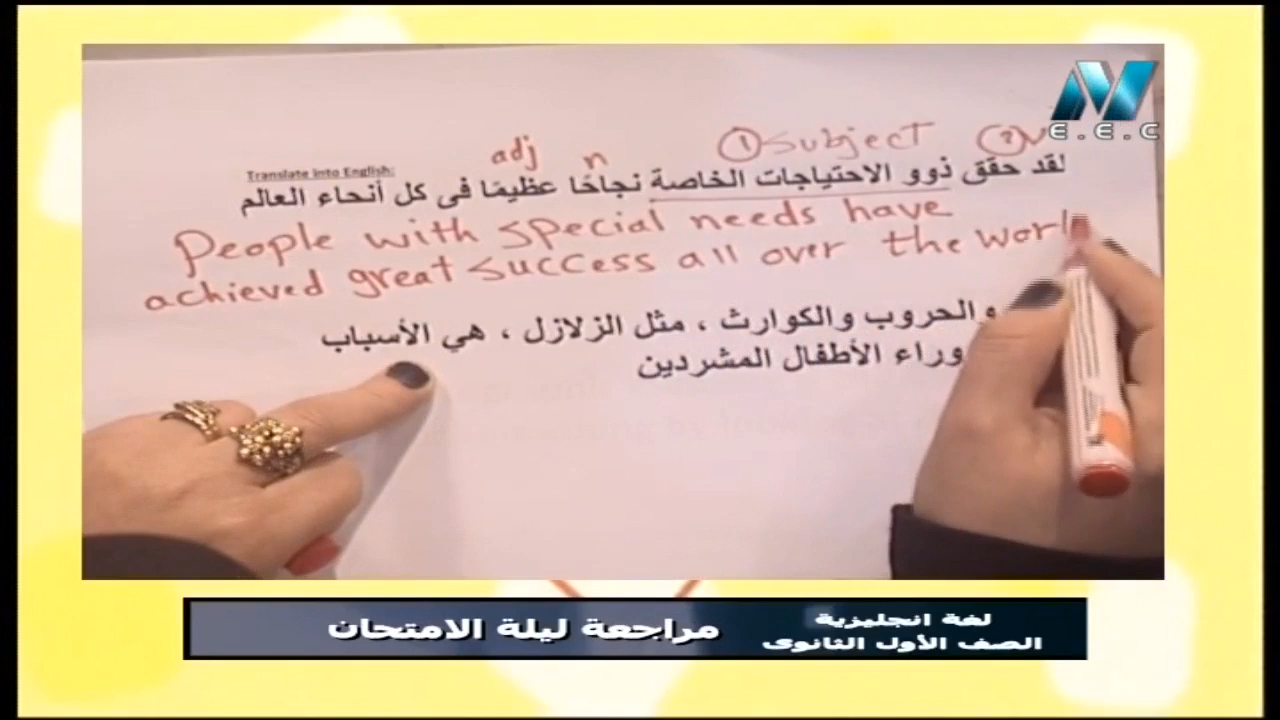 E.E.C
adj n ① Subject ② V
Translate into English:
لقد حقق ذوو الاحتياجات الخاصة نجاحًا عظيمًا فى كل أنحاء العالم
People with special needs have
achieved great success all over the worl
والحروب والكوارث ، مثل الزلازل ، هي الأسباب
وراء الأطفال المشردين
لغة انجليزية
الصف الأول الثانوى
مراجعة ليلة الامتحان